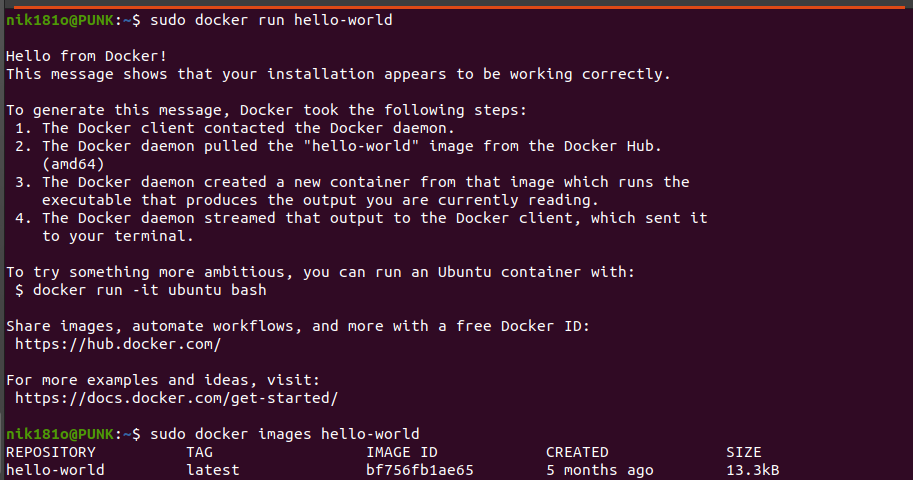 nik181o@PUNK:~$ sudo docker run hello-world
Hello from Docker!
This message shows that your installation appears to be working correctly.
To generate this message, Docker took the following steps:
1. The Docker client contacted the Docker daemon.
2. The Docker daemon pulled the "hello-world" image from the Docker Hub.
(amd64)
3. The Docker daemon created a new container from that image which runs the
executable that produces the output you are currently reading.
4. The Docker daemon streamed that output to the Docker client, which sent it
to your terminal.
To try something more ambitious, you can run an Ubuntu container with:
$ docker run -it ubuntu bash
Share images, automate workflows, and more with a free Docker ID:
https://hub.docker.com/
For more examples and ideas, visit:
https://docs.docker.com/get-started/
nik181o@PUNK:~$ sudo docker images hello-world
REPOSITORY TAG IMAGE ID CREATED SIZE
hello-world latest bf756fb1ae65 5 months ago 13.3kB